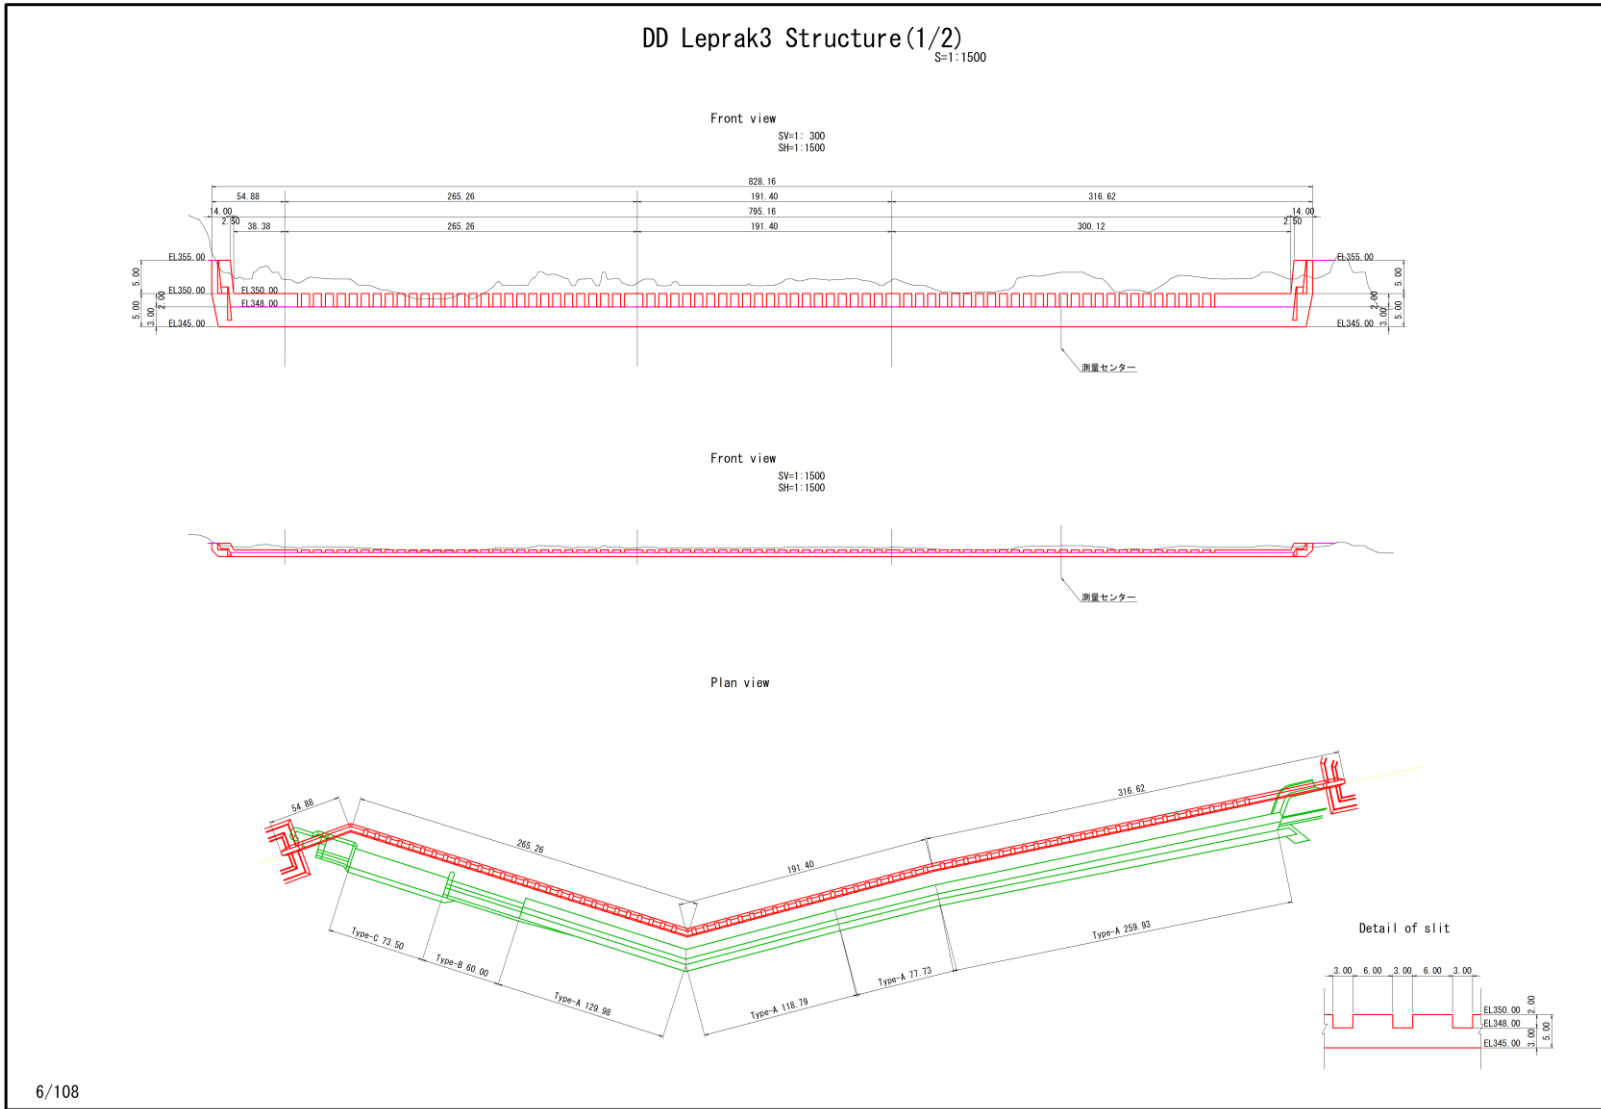 DD Leprak3 Structure(1/2)
S=1:1500
Front view
SV=1: 300
SH=1:1500
828.16
54.88 265.26 191.40 316.62
14.00 795.16 14.00
2.50 2.50
38.38 265.26 191.40 300.12
EL355.00 EL355.00
5.00 5.00
EL350.00 EL350.00
2.00 2.00
EL348.00
5.00 3.00 3.00 5.00
EL345.00 EL345.00
測量センター
Front view
SV=1:1500
SH=1:1500
測量センター
Plan view
54.88
265.26
191.40
316.62
Type-C 73.50
Type-B 60.00
Type-A 129.98
Type-A 118.79
Type-A 77.73
Type-A 259.93
Detail of slit
3.00 6.00 3.00 6.00 3.00
EL350.00 2.00
EL348.00
3.00 5.00
EL345.00
6/108